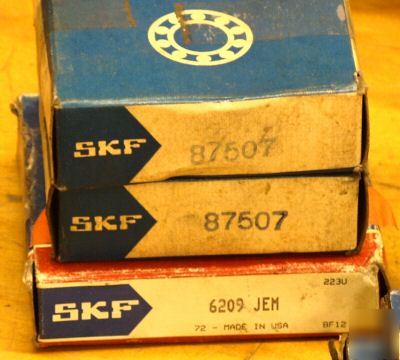 SKF 87507
SKF 87507
223U
SKF 6209 JEM
72 - MADE IN USA BF12